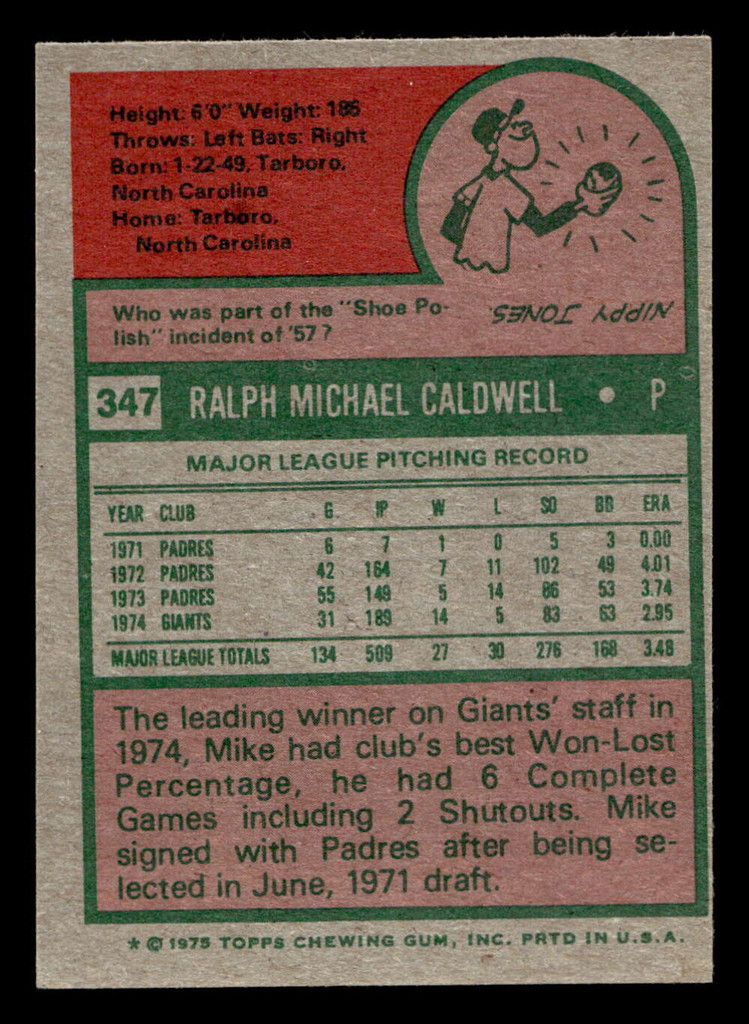 Height: 6'0" Weight: 185
Throws: Left Bats: Right
Born: 1-22-49, Tarboro,
North Carolina
Home: Tarboro,
North Carolina
Who was part of the "Shoe Po-
lish" incident of '57?
NIPPY JONES.
347 RALPH MICHAEL CALDWELL • P
MAJOR LEAGUE PITCHING RECORD
YEAR CLUB G IP W L SO BB ERA
1971 PADRES 6 7 1 0 5 3 0.00
1972 PADRES 42 164 7 11 102 49 4.01
1973 PADRES 55 149 5 14 86 53 3.74
1974 GIANTS 31 189 14 5 83 63 2.95
MAJOR LEAGUE TOTALS 134 509 27 30 276 168 3.48
The leading winner on Giants' staff in
1974, Mike had club's best Won-Lost
Percentage, he had 6 Complete
Games including 2 Shutouts. Mike
signed with Padres after being se-
lected in June, 1971 draft.
* © 1975 TOPPS CHEWING GUM, INC. PRTD IN U.S.A.